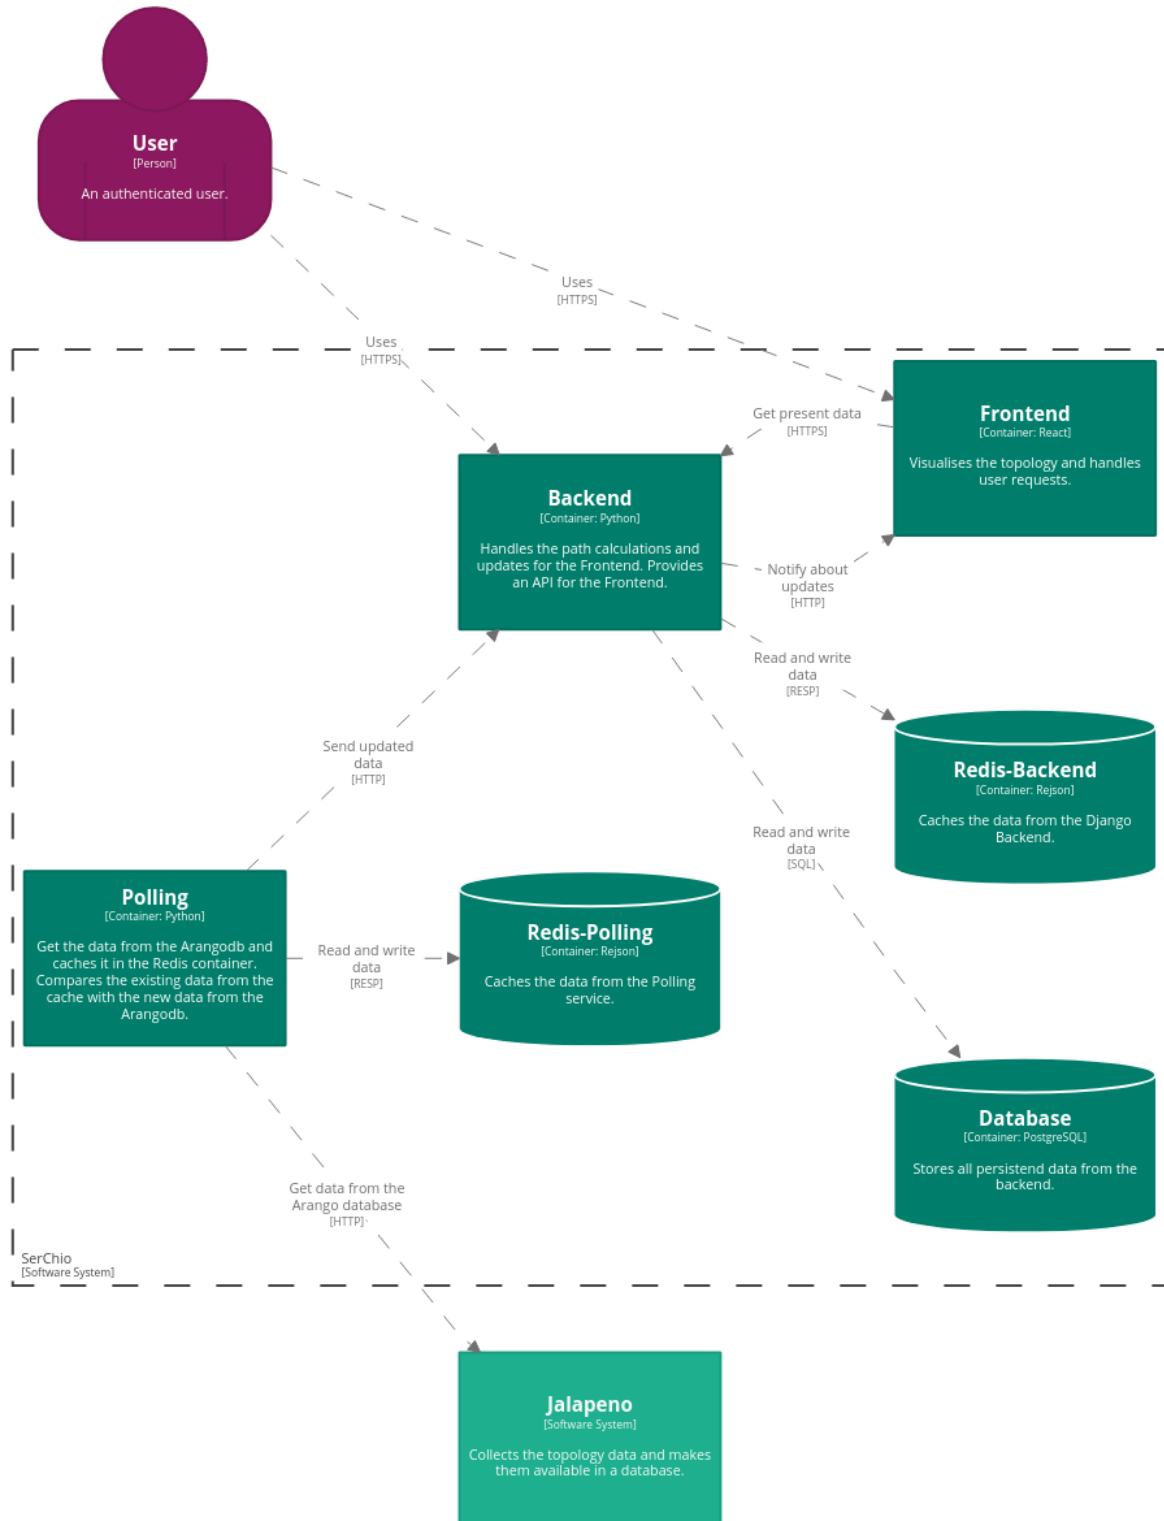 User
[Person]
An authenticated user.
Uses
[HTTPS]
Uses
[HTTPS]
Frontend
[Container: React]
Visualises the topology and handles
user requests.
Get present data
[HTTPS]
Backend
[Container: Python]
Handles the path calculations and
updates for the Frontend. Provides
an API for the Frontend.
Notify about
updates
[HTTP]
Read and write
data
[RESP]
Redis-Backend
[Container: Rejson]
Caches the data from the Django
Backend.
Send updated
data
[HTTP]
Read and write
data
[SQL]
Polling
[Container: Python]
Get the data from the Arangodb and
caches it in the Redis container.
Compares the existing data from the
cache with the new data from the
Arangodb.
Read and write
data
[RESP]
Redis-Polling
[Container: Rejson]
Caches the data from the Polling
service.
Database
[Container: PostgreSQL]
Stores all persistend data from the
backend.
Get data from the
Arango database
[HTTP]
SerChio
[Software System]
Jalapeno
[Software System]
Collects the topology data and makes
them available in a database.